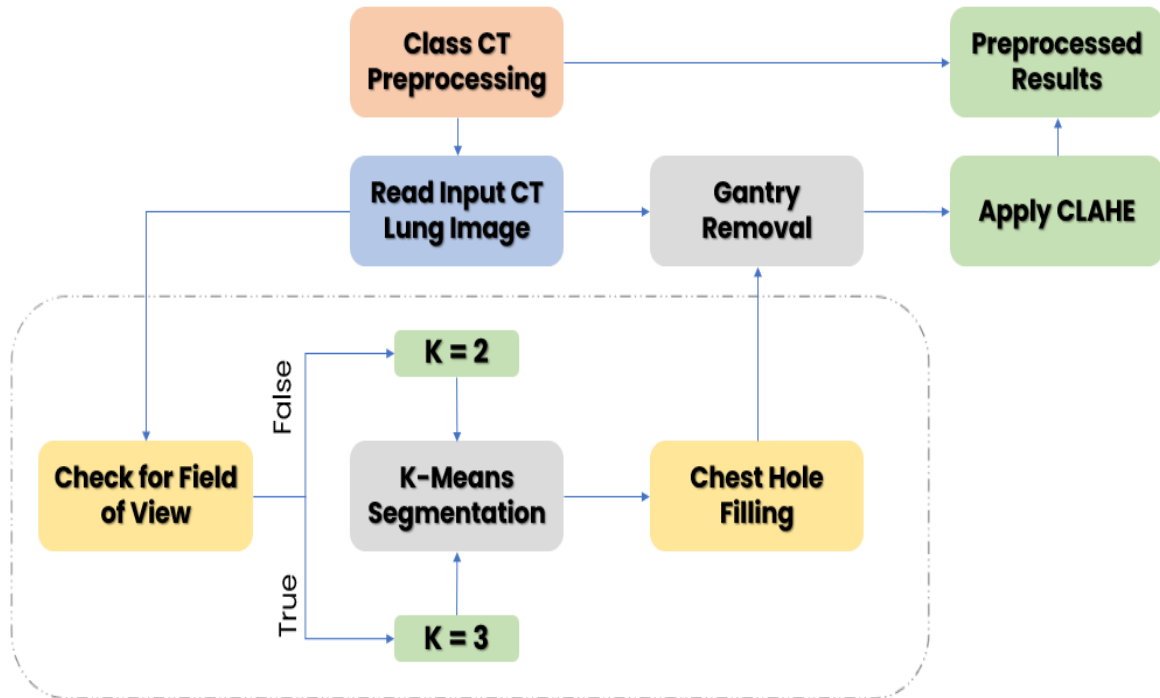 Class CT
Preprocessing
Preprocessed
Results
Read Input CT
Lung Image
Gantry
Removal
Apply CLAHE
K = 2
False
Check for Field
of View
K-Means
Segmentation
Chest Hole
Filling
True
K = 3